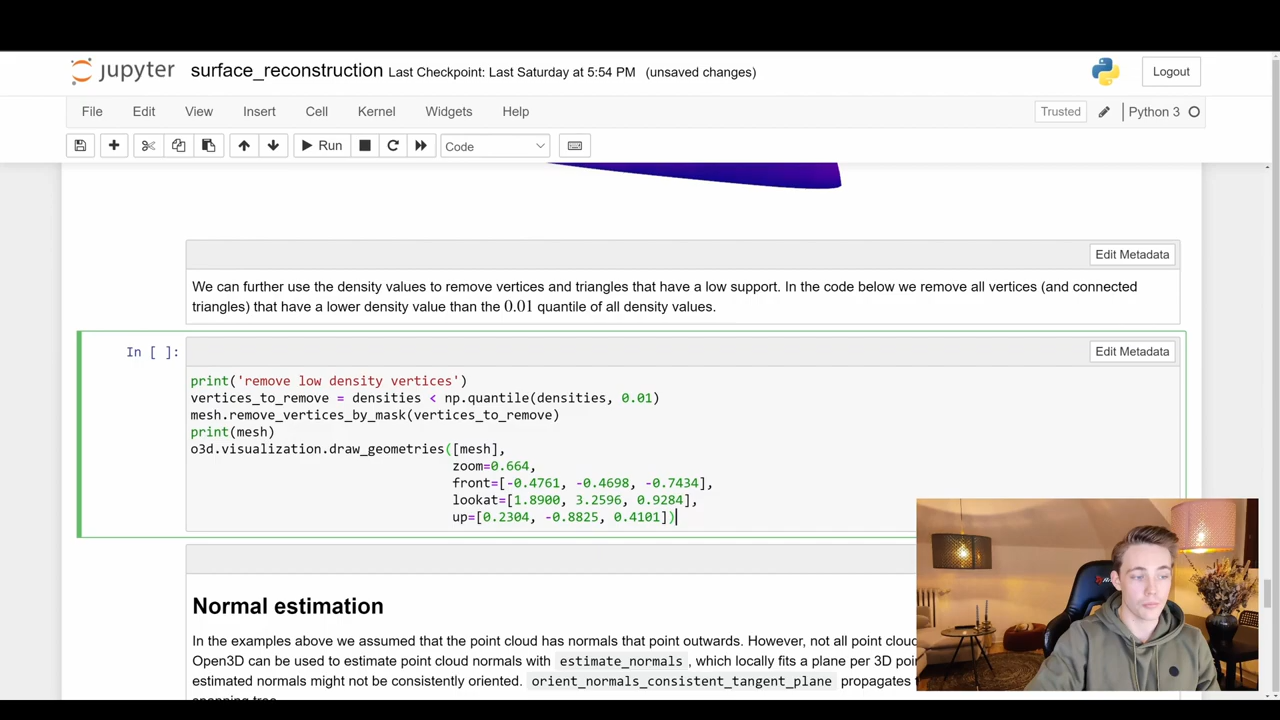 jupyter surface_reconstruction Last Checkpoint: Last Saturday at 5:54 PM (unsaved changes) Logout
File Edit View Insert Cell Kernel Widgets Help Trusted Python 3
Run Code
Edit Metadata
We can further use the density values to remove vertices and triangles that have a low support. In the code below we remove all vertices (and connected
triangles) that have a lower density value than the 0.01 quantile of all density values.
In [ ]: Edit Metadata
print('remove low density vertices')
vertices_to_remove = densities < np.quantile(densities, 0.01)
mesh.remove_vertices_by_mask(vertices_to_remove)
print(mesh)
o3d.visualization.draw_geometries([mesh],
zoom=0.664,
front=[-0.4761, -0.4698, -0.7434],
lookat=[1.8900, 3.2596, 0.9284],
up=[0.2304, -0.8825, 0.4101])
Normal estimation
In the examples above we assumed that the point cloud has normals that point outwards. However, not all point
Open3D can be used to estimate point cloud normals with estimate_normals, which locally fits a plane per 3D
estimated normals might not be consistently oriented. orient_normals_consistent_tangent_plane propagates